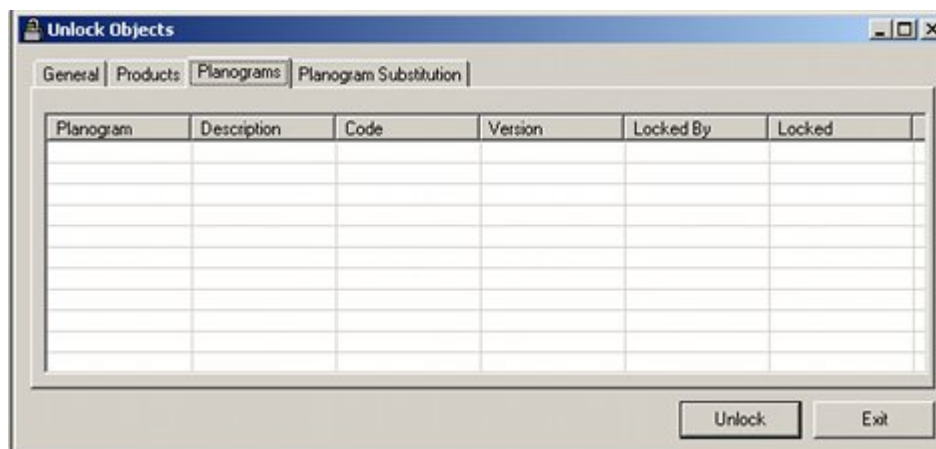 Unlock Objects
General Products Planograms Planogram Substitution
Planogram Description Code Version Locked By Locked
Unlock Exit